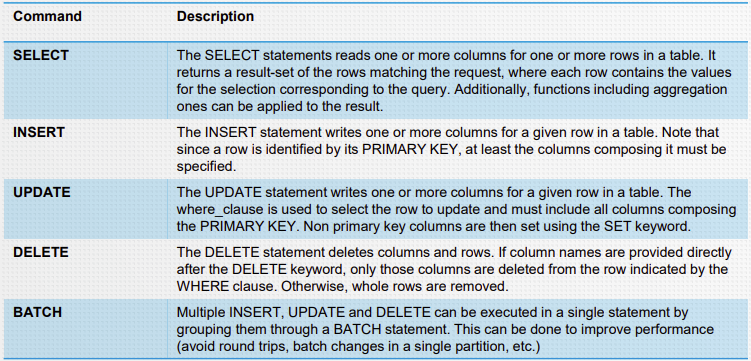 Command Description
SELECT The SELECT statements reads one or more columns for one or more rows in a table. It
returns a result-set of the rows matching the request, where each row contains the values
for the selection corresponding to the query. Additionally, functions including aggregation
ones can be applied to the result.
INSERT The INSERT statement writes one or more columns for a given row in a table. Note that
since a row is identified by its PRIMARY KEY, at least the columns composing it must be
specified.
UPDATE The UPDATE statement writes one or more columns for a given row in a table. The
where_clause is used to select the row to update and must include all columns composing
the PRIMARY KEY. Non primary key columns are then set using the SET keyword.
DELETE The DELETE statement deletes columns and rows. If column names are provided directly
after the DELETE keyword, only those columns are deleted from the row indicated by the
WHERE clause. Otherwise, whole rows are removed.
BATCH Multiple INSERT, UPDATE and DELETE can be executed in a single statement by
grouping them through a BATCH statement. This can be done to improve performance
(avoid round trips, batch changes in a single partition, etc.)